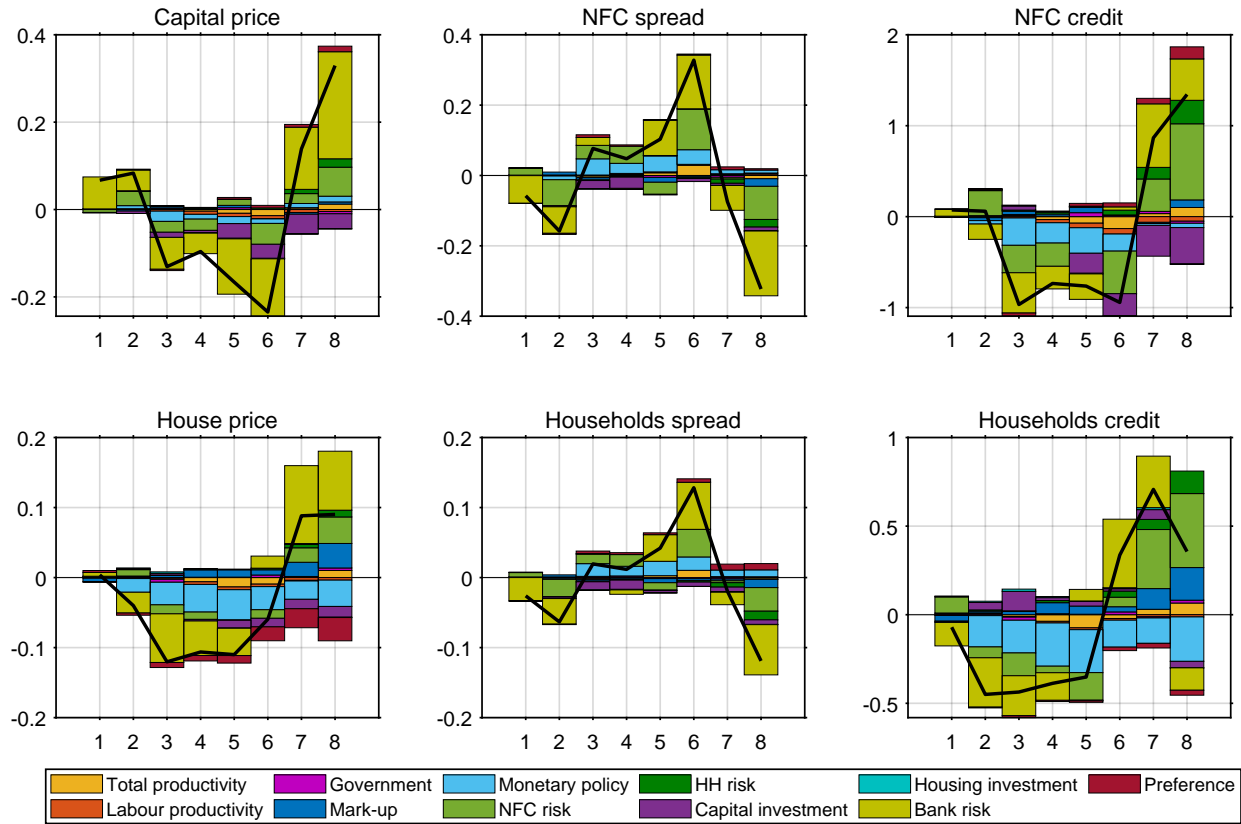 Capital price
NFC spread
NFC credit
0.4
0.2
0
-0.2
1 2 3 4 5 6 7 8
0.4
0.2
0
-0.2
-0.4
1 2 3 4 5 6 7 8
2
1
0
-1
1 2 3 4 5 6 7 8
House price
Households spread
Households credit
0.2
0.1
0
-0.1
-0.2
1 2 3 4 5 6 7 8
0.2
0.1
0
-0.1
-0.2
1 2 3 4 5 6 7 8
1
0.5
0
-0.5
1 2 3 4 5 6 7 8
Total productivity Government Monetary policy HH risk Housing investment Preference
Labour productivity Mark-up NFC risk Capital investment Bank risk